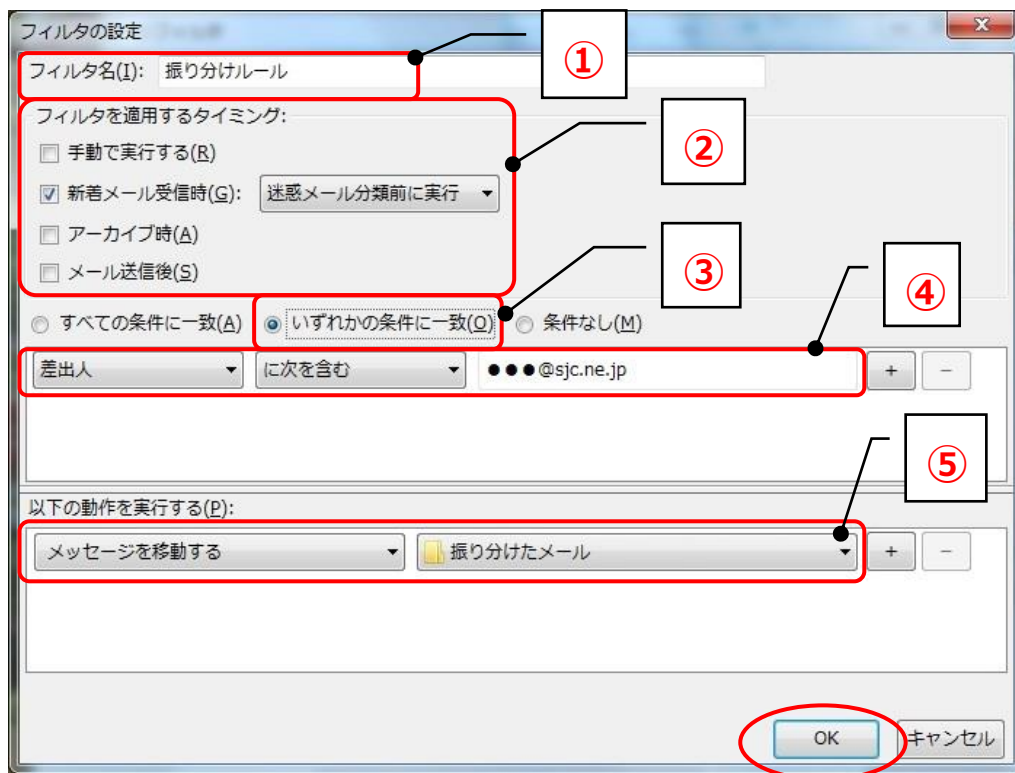 フィルタの設定
フィルタ名(I): 振り分けルール
①
フィルタを適用するタイミング:
②
手動で実行する(R)
新着メール受信時(G): 迷惑メール分類前に実行
アーカイブ時(A)
③
メール送信後(S)
④
すべての条件に一致(A) いずれかの条件に一致(O) 条件なし(M)
差出人 に次を含む ●●●@sjc.ne.jp + −
⑤
以下の動作を実行する(P):
メッセージを移動する 振り分けたメール + −
OK キャンセル